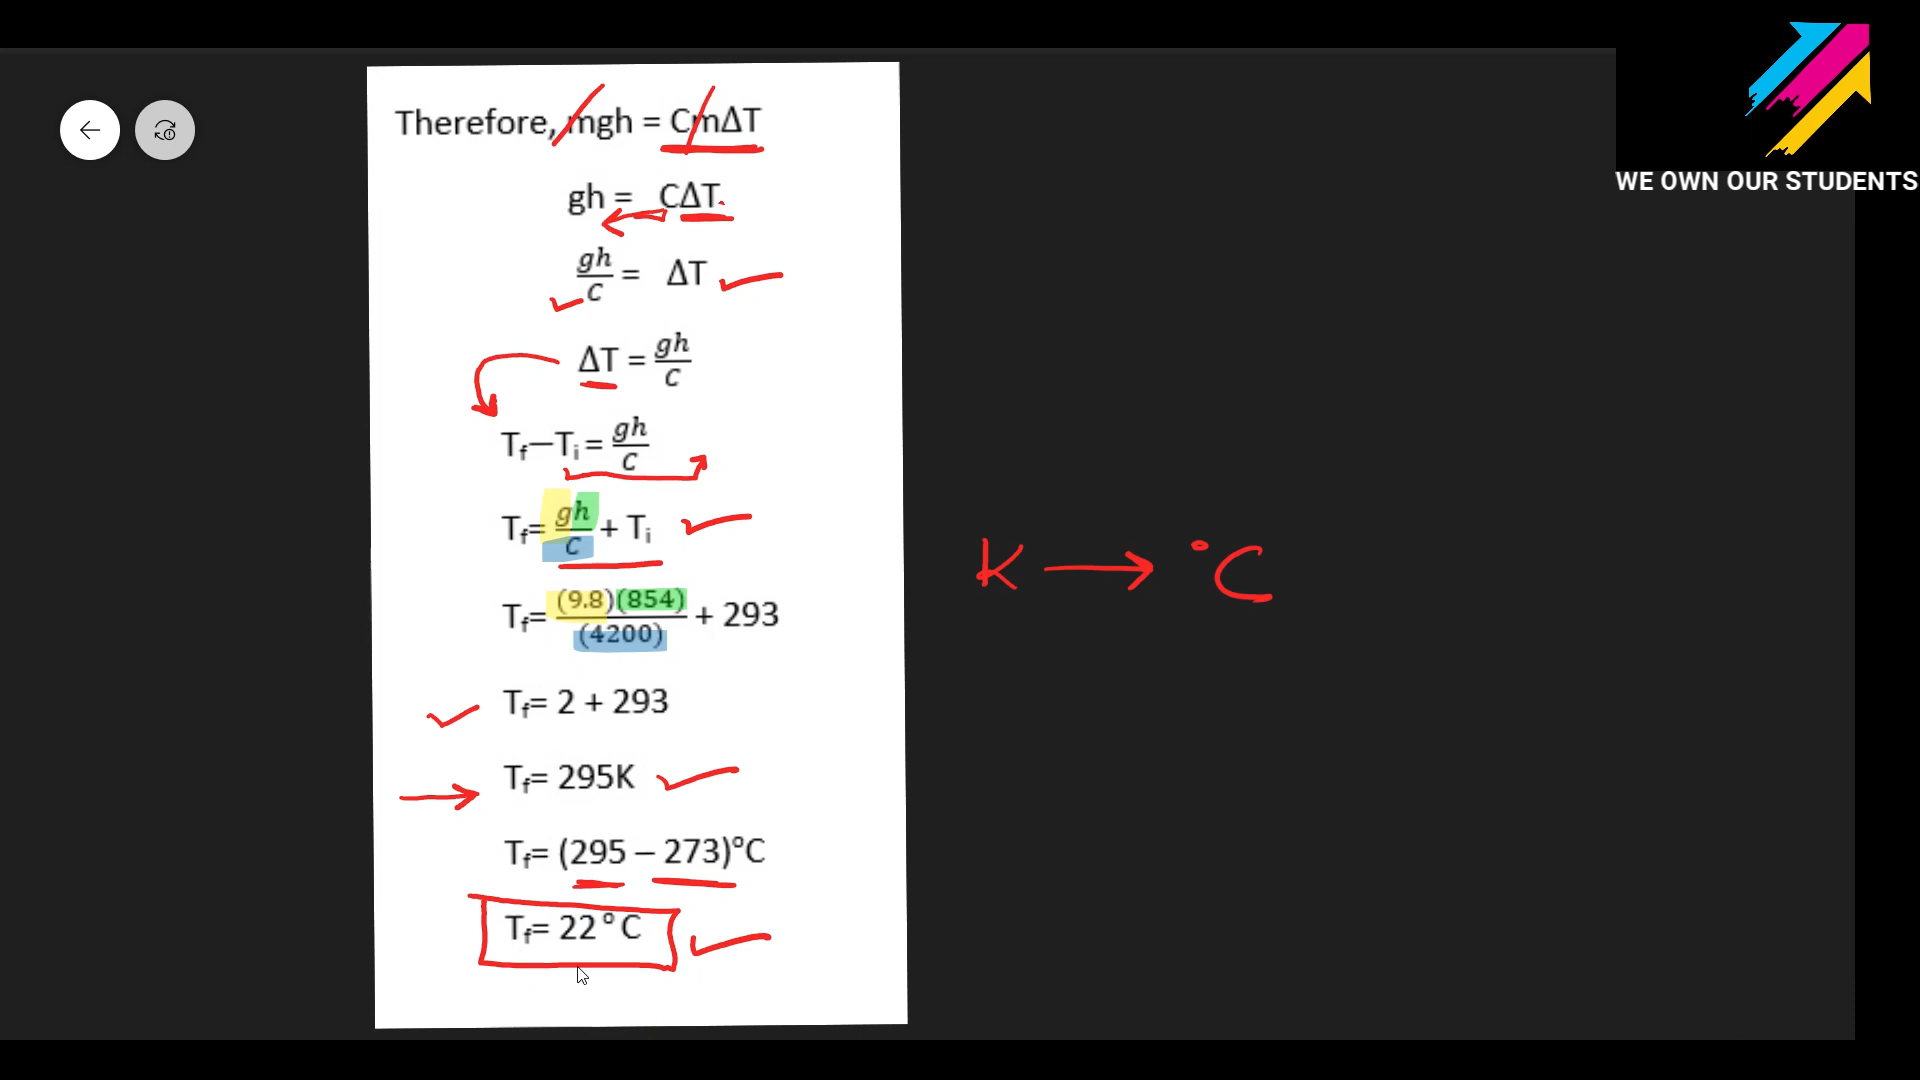 WE OWN OUR STUDENTS
Therefore, mgh = CmΔT
gh = CΔT.
gh/C = ΔT
ΔT = gh/C
Tf—Ti = gh/C
Tf= gh/C + Ti
Tf= (9.8)(854)/(4200) + 293
K → °C
Tf= 2 + 293
Tf= 295K
Tf= (295 – 273)°C
Tf= 22°C